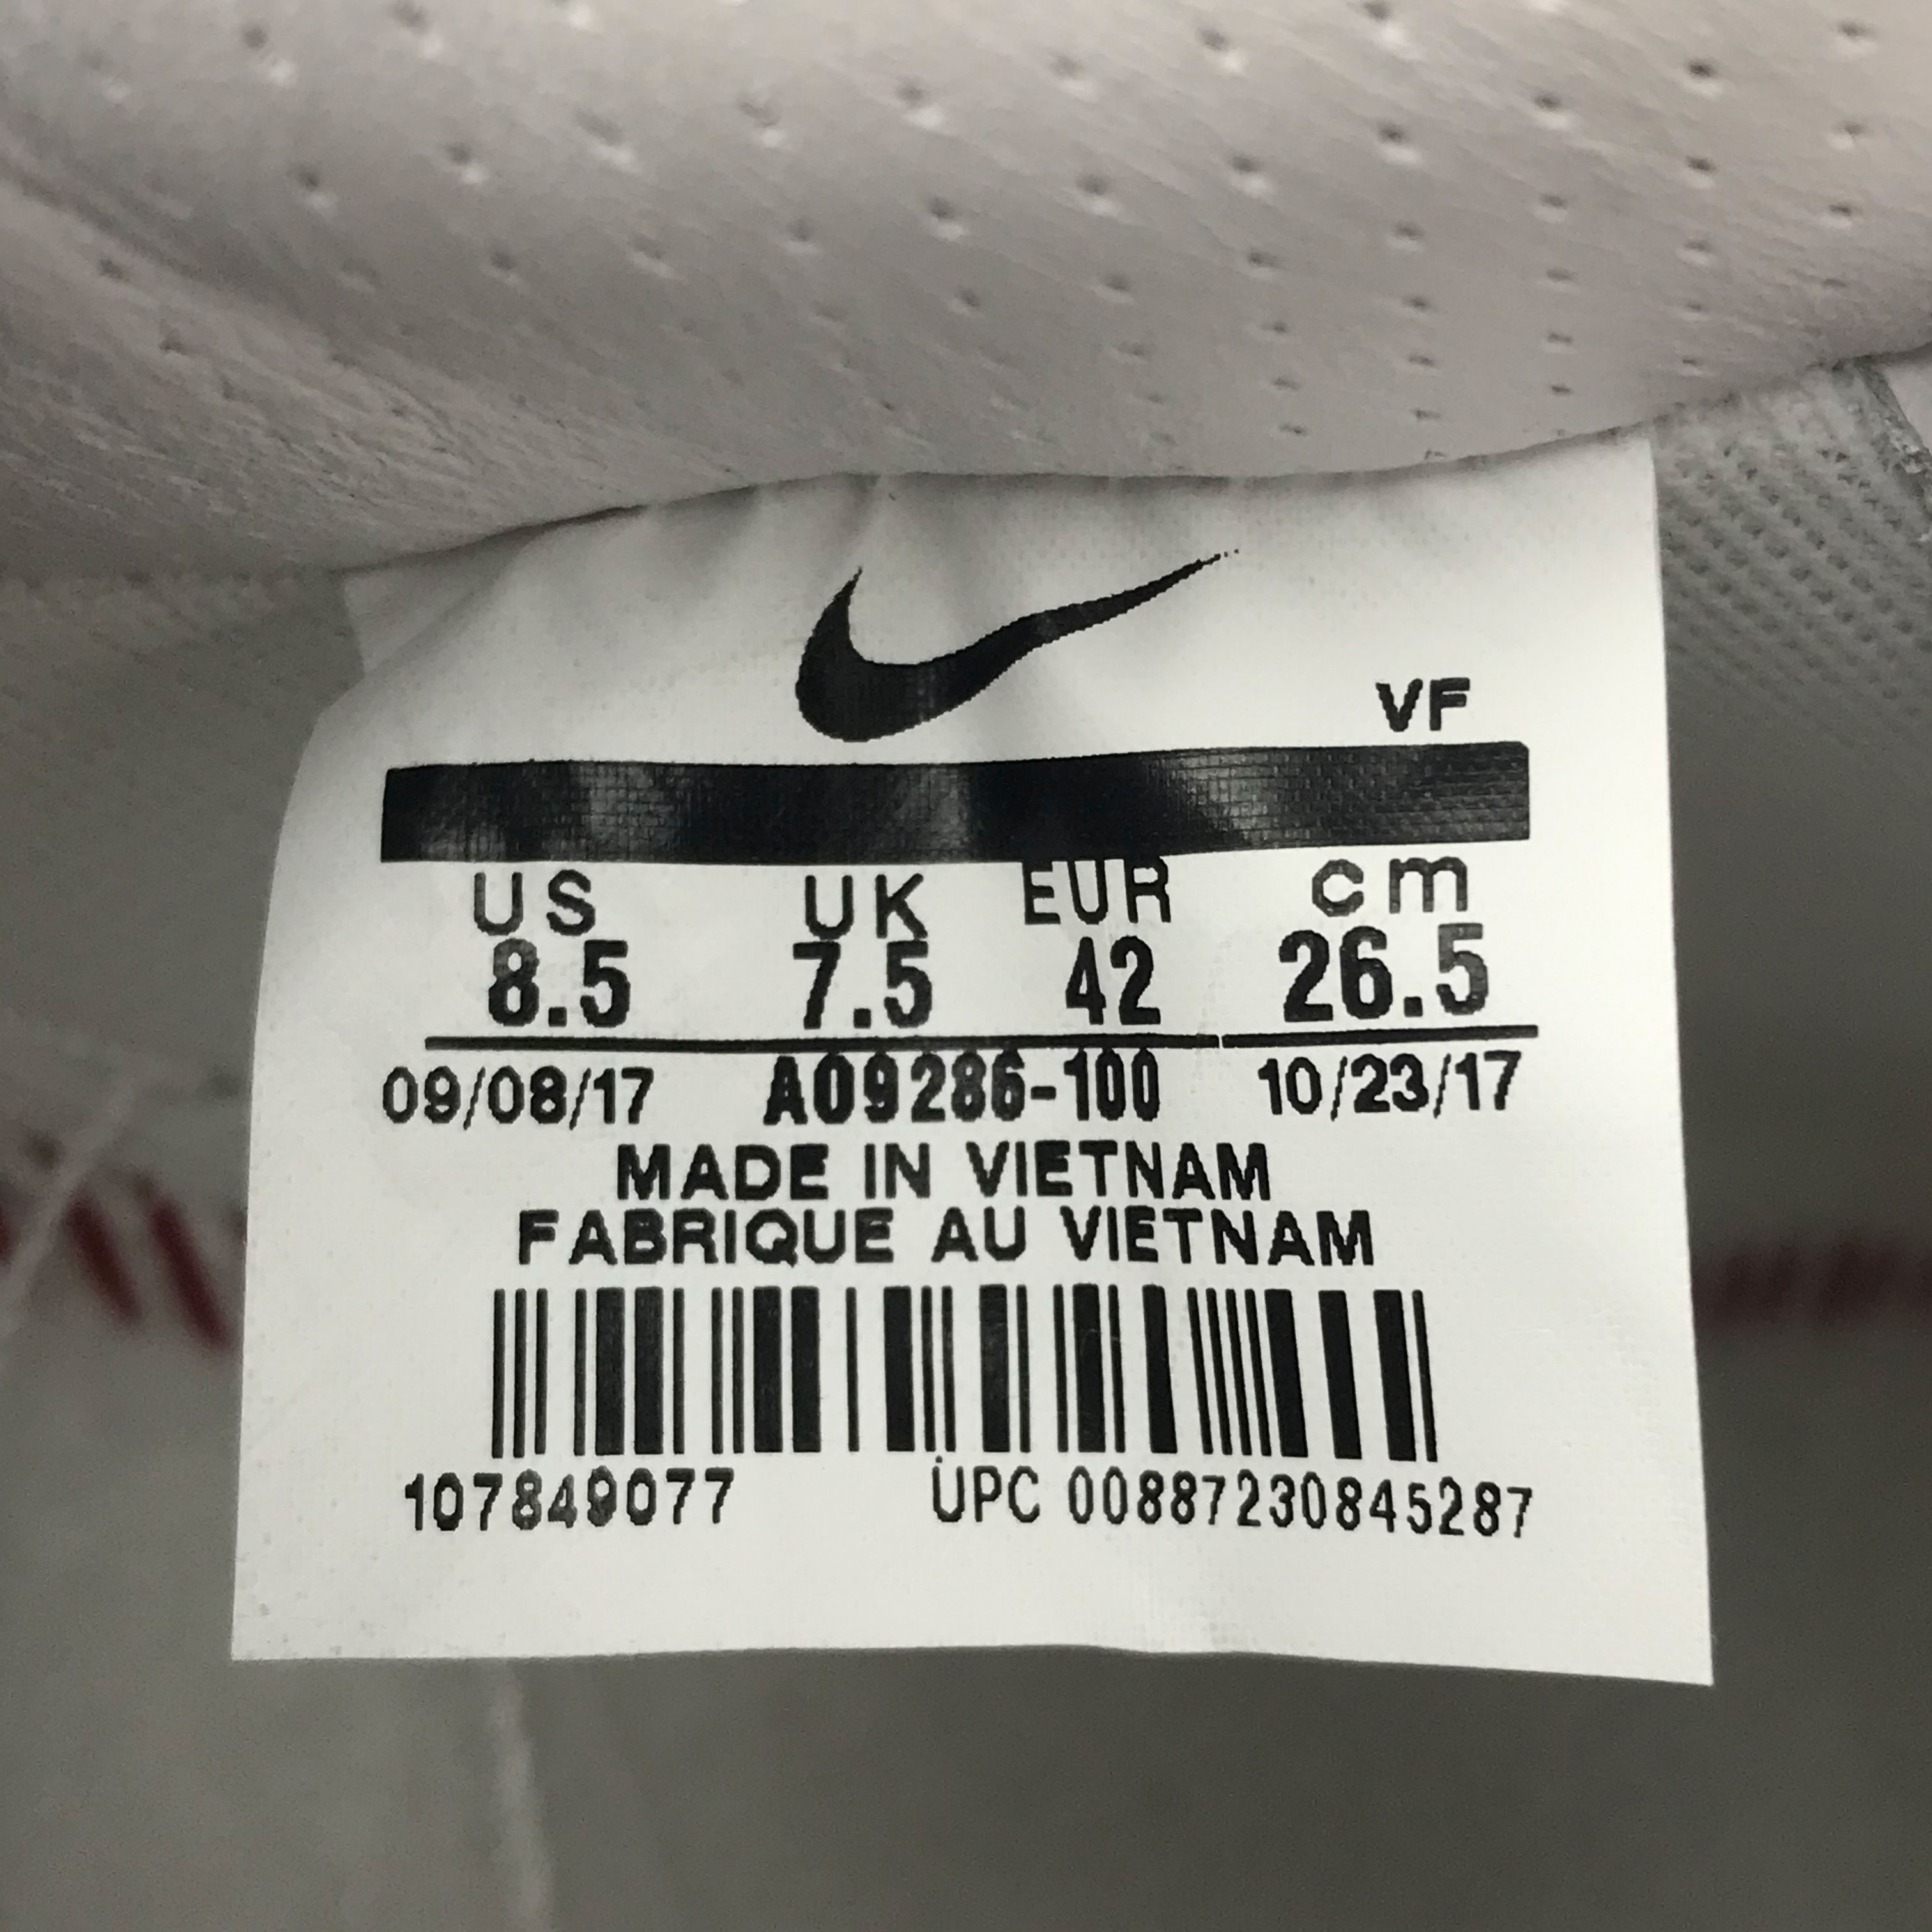 VF
US UK EUR cm
8.5 7.5 42 26.5
09/08/17 AO9286-100 10/23/17
MADE IN VIETNAM
FABRIQUE AU VIETNAM
107849077 UPC 00887230845287